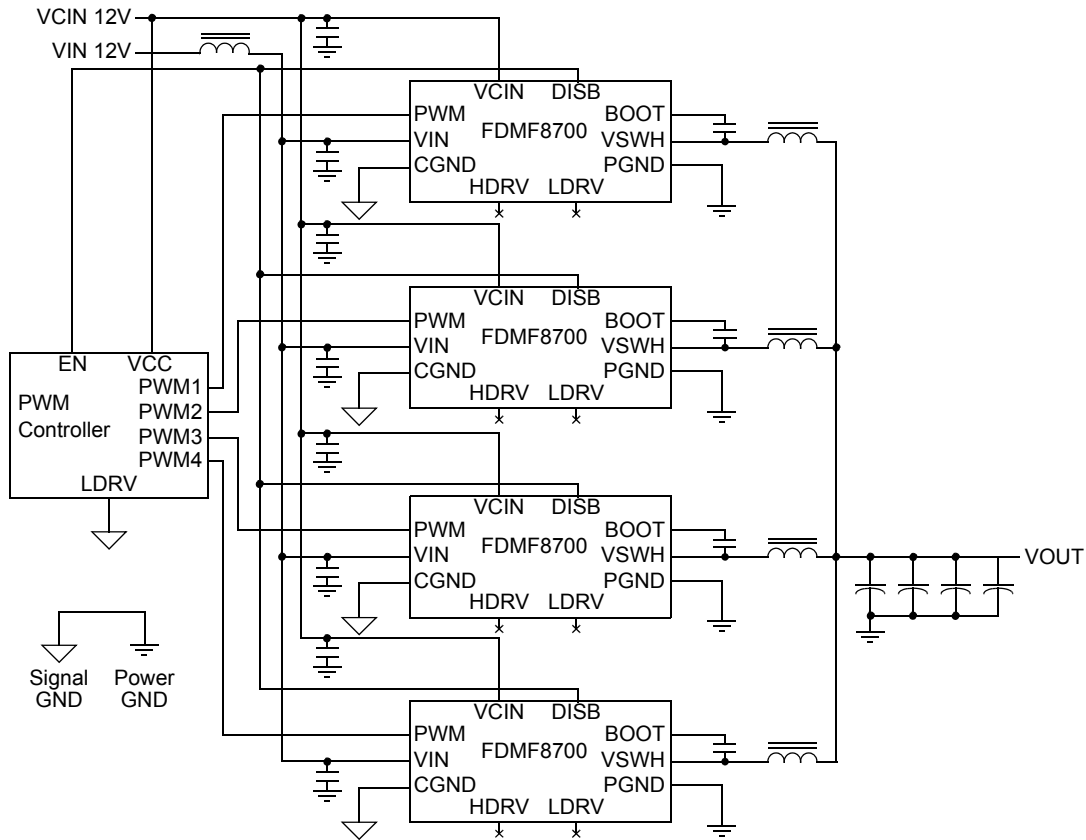 VCIN 12V
VIN 12V
VCIN DISB
PWM BOOT
FDMF8700
VIN VSWH
CGND PGND
HDRV LDRV
VCIN DISB
PWM BOOT
FDMF8700
VIN VSWH
CGND PGND
HDRV LDRV
EN VCC
PWM1
PWM PWM2
Controller PWM3
PWM4
LDRV
VCIN DISB
PWM BOOT
FDMF8700
VIN VSWH
CGND PGND
HDRV LDRV
VOUT
Signal Power
GND GND
VCIN DISB
PWM BOOT
FDMF8700
VIN VSWH
CGND PGND
HDRV LDRV